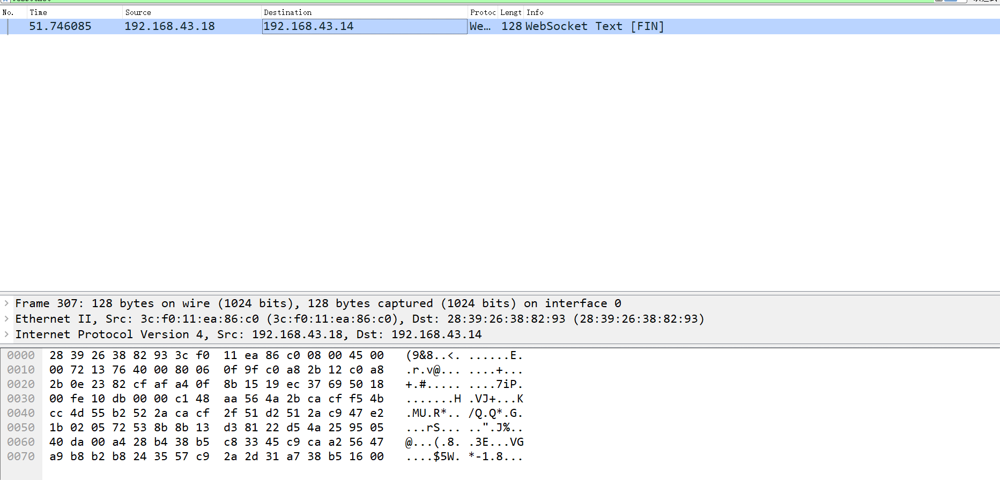 No. Time Source Destination Protoc Lengt Info
51.746085 192.168.43.18 192.168.43.14 We… 128 WebSocket Text [FIN]
Frame 307: 128 bytes on wire (1024 bits), 128 bytes captured (1024 bits) on interface 0
Ethernet II, Src: 3c:f0:11:ea:86:c0 (3c:f0:11:ea:86:c0), Dst: 28:39:26:38:82:93 (28:39:26:38:82:93)
Internet Protocol Version 4, Src: 192.168.43.18, Dst: 192.168.43.14
0000 28 39 26 38 82 93 3c f0 11 ea 86 c0 08 00 45 00 (9&8..<. ......E.
0010 00 72 13 76 40 00 80 06 0f 9f c0 a8 2b 12 c0 a8 .r.v@... ....+...
0020 2b 0e 23 82 cf af a4 0f 8b 15 19 ec 37 69 50 18 +.#..... ....7iP.
0030 00 fe 10 db 00 00 c1 48 aa 56 4a 2b ca cf f5 4b .......H .VJ+...K
0040 cc 4d 55 b2 52 2a ca cf 2f 51 d2 51 2a c9 47 e2 .MU.R*.. /Q.Q*.G.
0050 1b 02 05 72 53 8b 8b 13 d3 81 22 d5 4a 25 95 05 ...rS... ..".J%..
0060 40 da 00 a4 28 b4 38 b5 c8 33 45 c9 ca a2 56 47 @...(.8. .3E...VG
0070 a9 b8 b2 b8 24 35 57 c9 2a 2d 31 a7 38 b5 16 00 ....$5W. *-1.8...